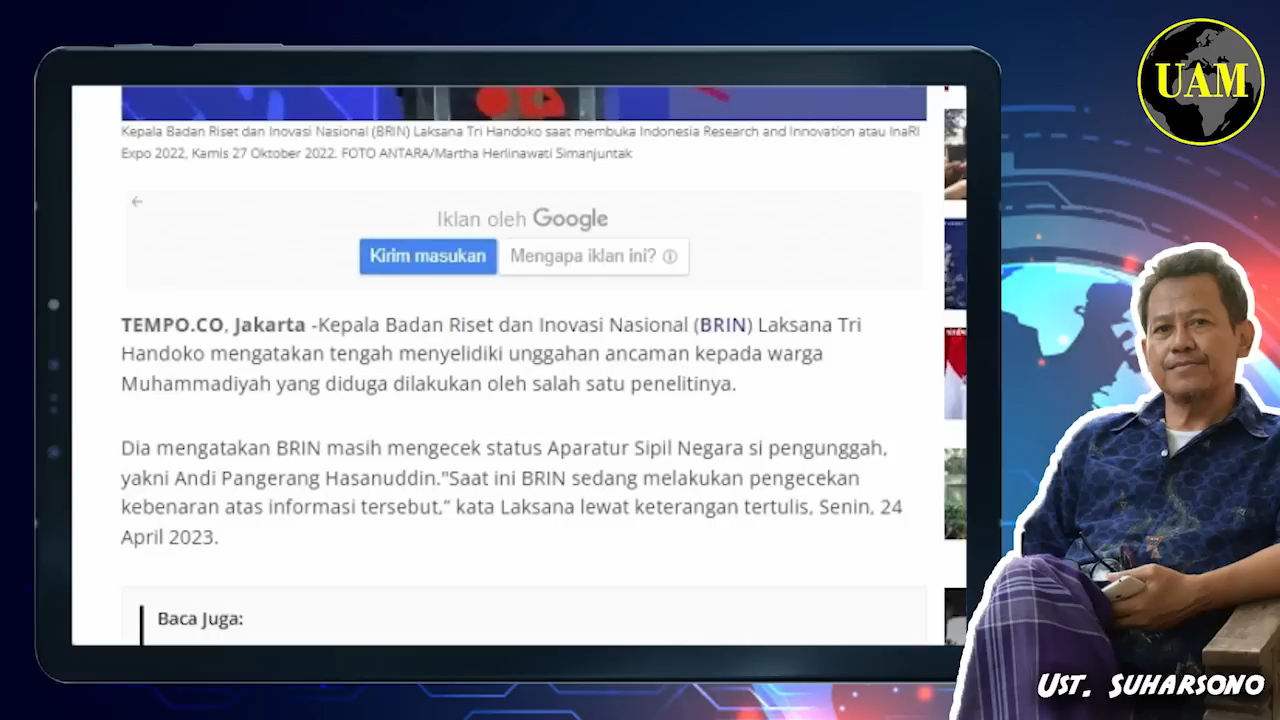 Kepala Badan Riset dan Inovasi Nasional (BRIN) Laksana Tri Handoko saat membuka Indonesia Research and Innovation atau InaRI
Expo 2022, Kamis 27 Oktober 2022. FOTO ANTARA/Martha Herlinawati Simanjuntak
Iklan oleh Google
Kirim masukan
Mengapa iklan ini?
TEMPO.CO, Jakarta -Kepala Badan Riset dan Inovasi Nasional (BRIN) Laksana Tri
Handoko mengatakan tengah menyelidiki unggahan ancaman kepada warga
Muhammadiyah yang diduga dilakukan oleh salah satu penelitinya.
Dia mengatakan BRIN masih mengecek status Aparatur Sipil Negara si pengunggah,
yakni Andi Pangerang Hasanuddin."Saat ini BRIN sedang melakukan pengecekan
kebenaran atas informasi tersebut,” kata Laksana lewat keterangan tertulis, Senin, 24
April 2023.
Baca Juga:
UAM
UST. SUHARSONO